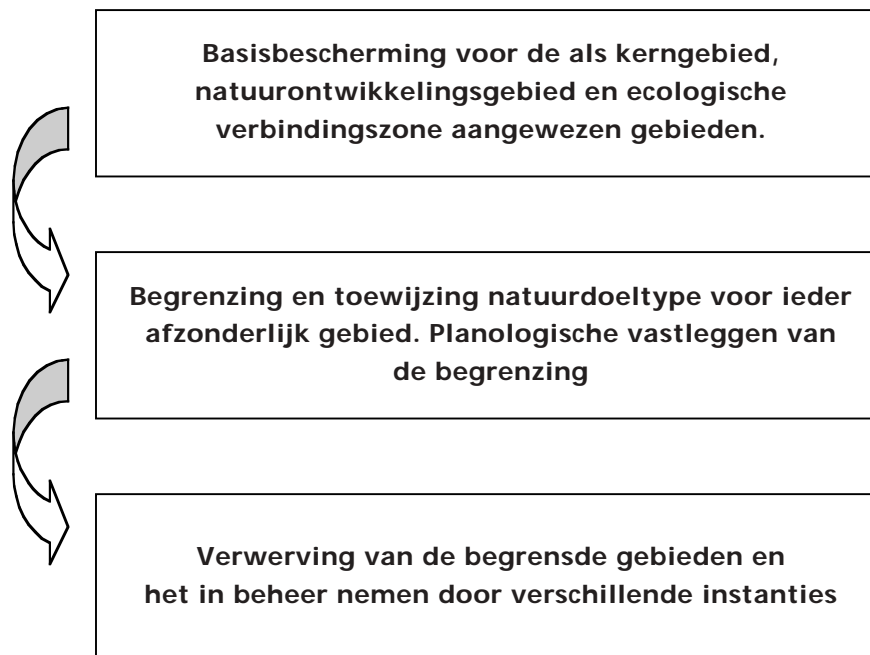 Basisbescherming voor de als kerngebied,
natuurontwikkelingsgebied en ecologische
verbindingszone aangewezen gebieden.
Begrenzing en toewijzing natuurdoeltype voor ieder
afzonderlijk gebied. Planologische vastleggen van
de begrenzing
Verwerving van de begrensde gebieden en
het in beheer nemen door verschillende instanties